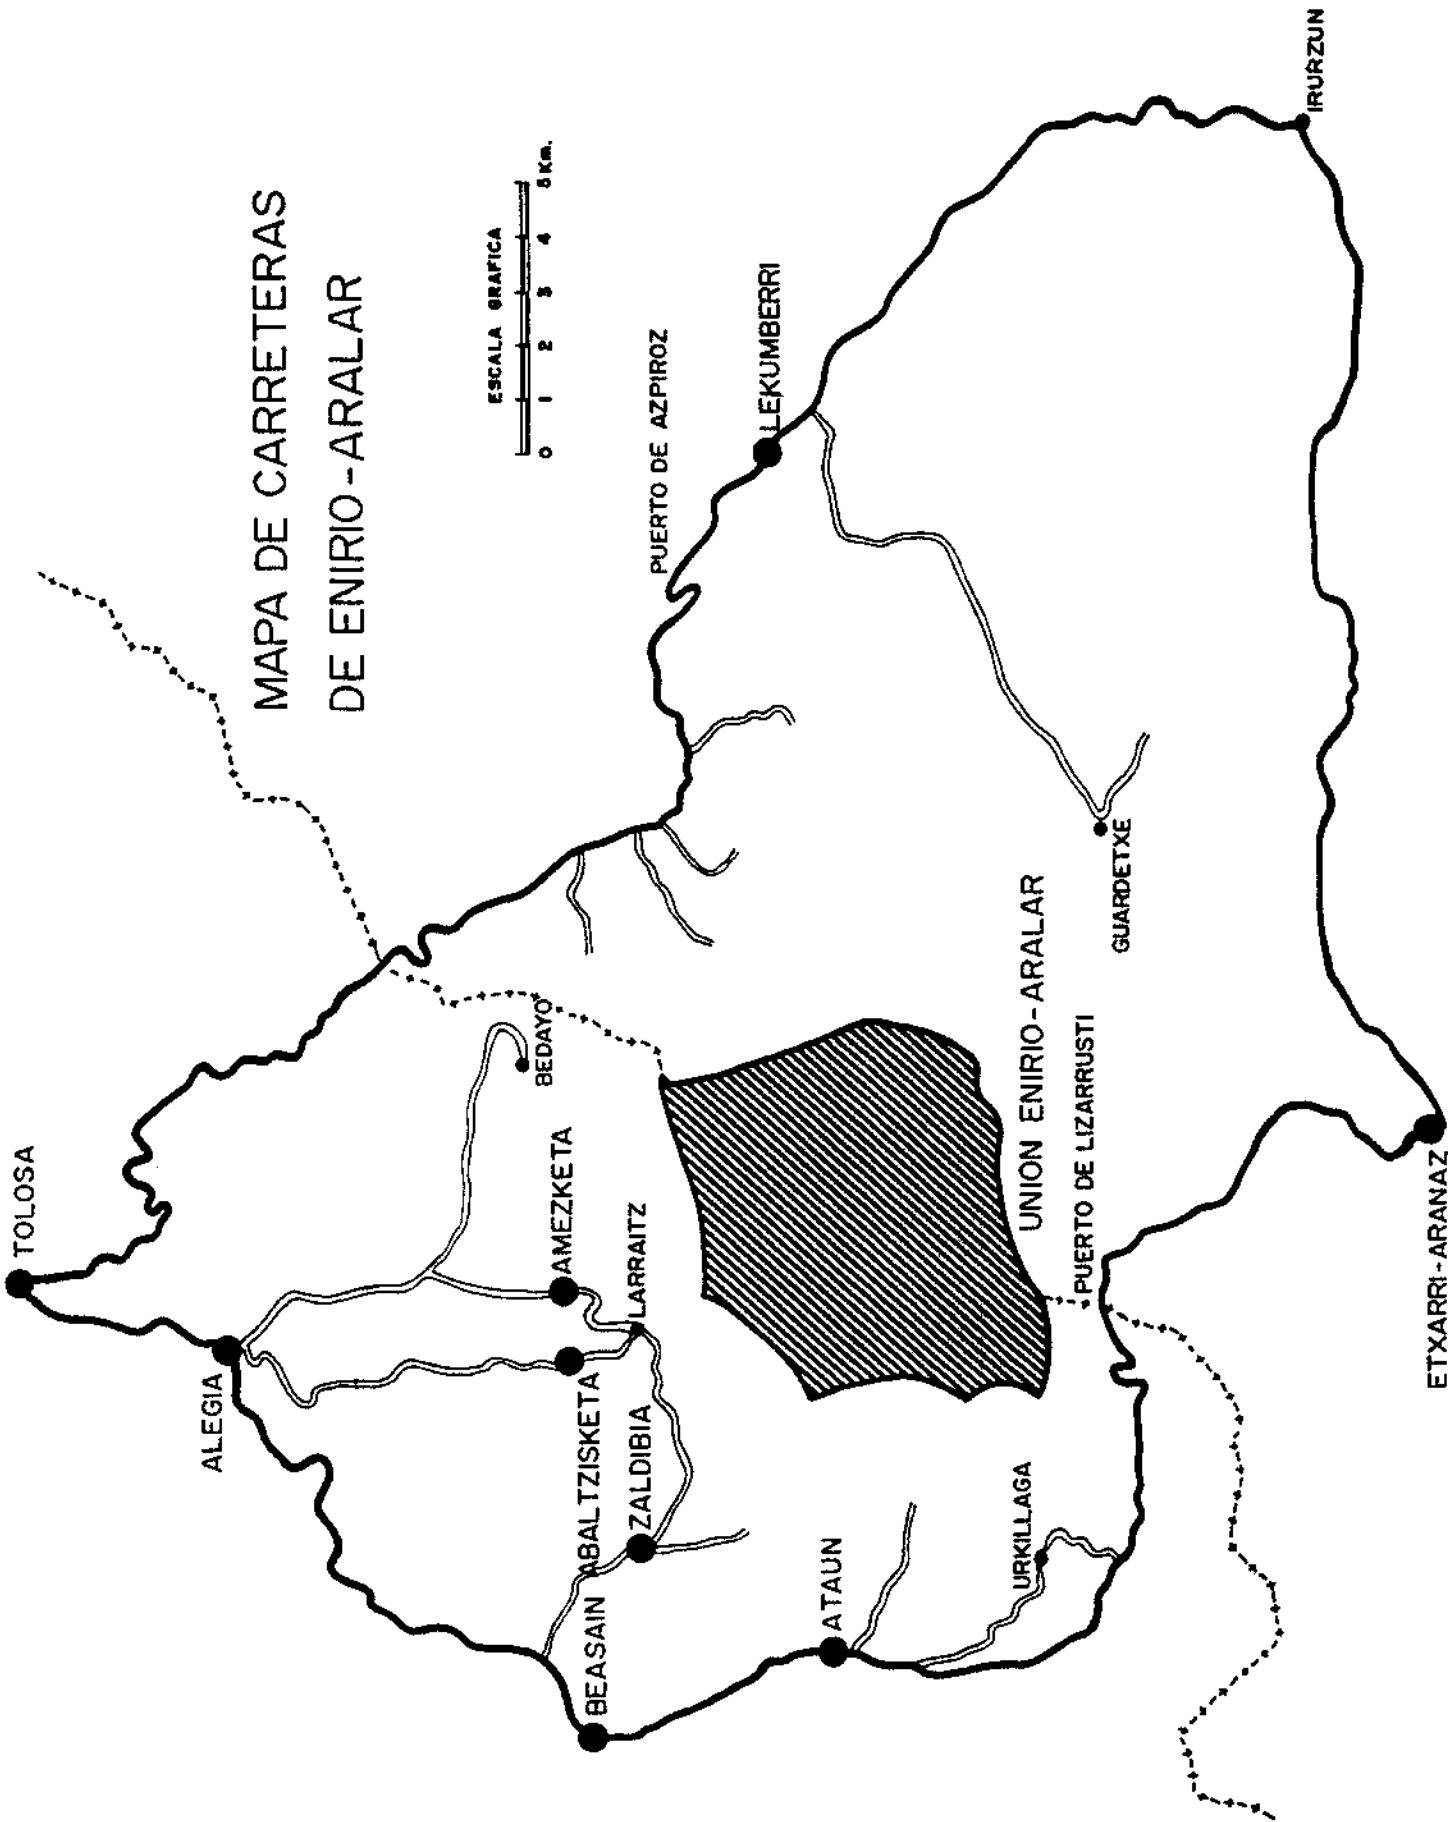 MAPA DE CARRETERAS
DE ENIRIO-ARALAR
ESCALA GRAFICA
0 1 2 3 4 5 Km.
TOLOSA
ALEGIA
BEDAYO
AMEZKETA
LARRAITZ
ABALTZISKETA
ZALDIBIA
BEASAIN
ATAUN
URKILLAGA
PUERTO DE AZPIROZ
LEKUMBERRI
IRURZUN
GUARDETXE
UNION ENIRIO-ARALAR
PUERTO DE LIZARRUSTI
ETXARRI-ARANAZ